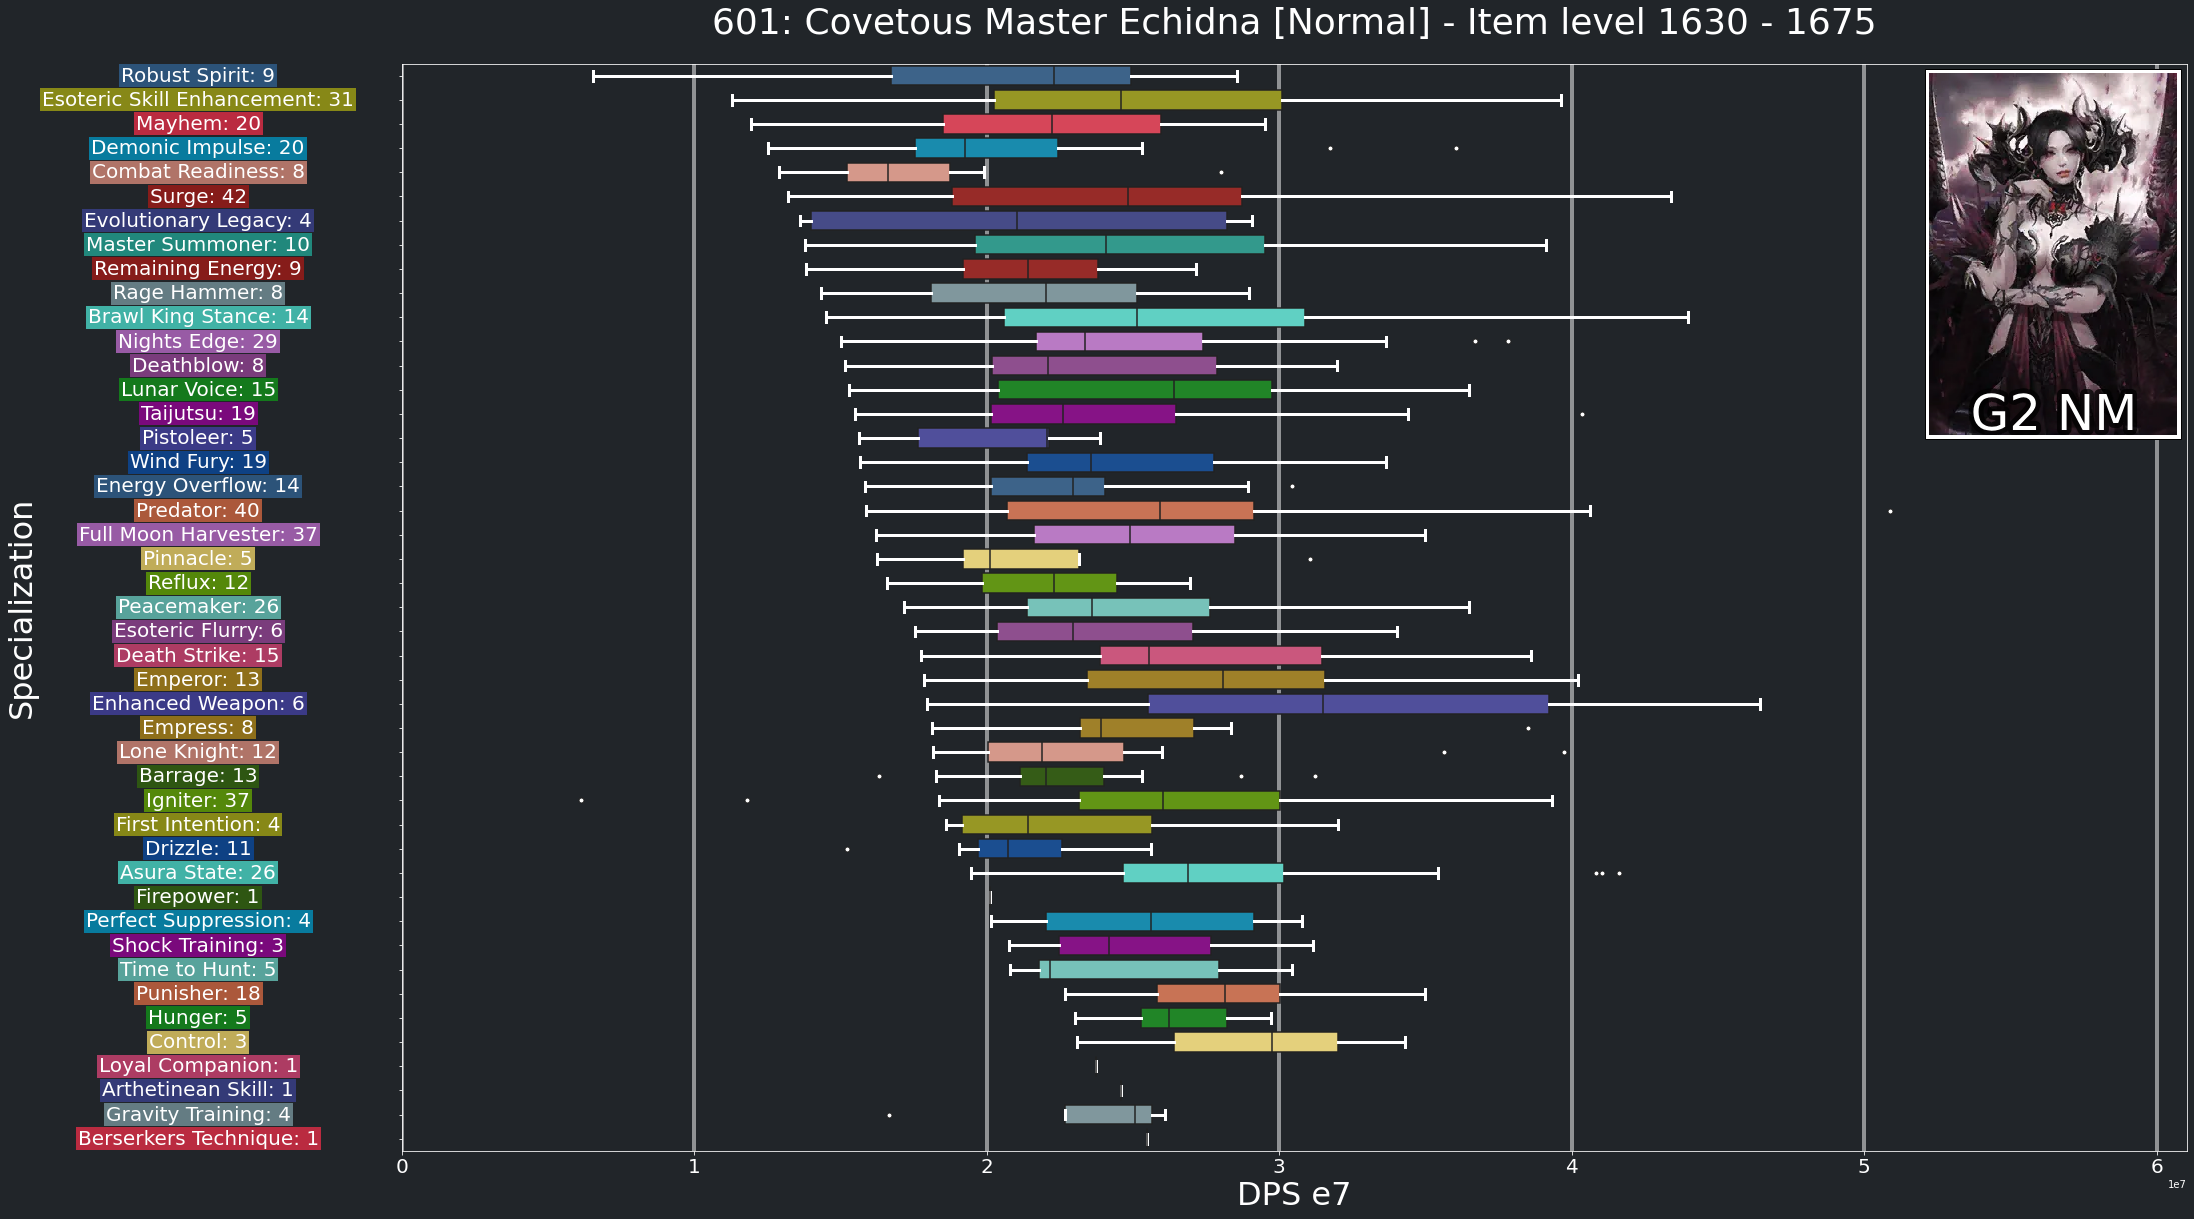 601: Covetous Master Echidna [Normal] - Item level 1630 - 1675
Robust Spirit: 9
Esoteric Skill Enhancement: 31
Mayhem: 20
Demonic Impulse: 20
Combat Readiness: 8
Surge: 42
Evolutionary Legacy: 4
Master Summoner: 10
Remaining Energy: 9
Rage Hammer: 8
Brawl King Stance: 14
Nights Edge: 29
Deathblow: 8
Lunar Voice: 15
Taijutsu: 19
Pistoleer: 5
Wind Fury: 19
Energy Overflow: 14
Predator: 40
Full Moon Harvester: 37
Pinnacle: 5
Reflux: 12
Peacemaker: 26
Esoteric Flurry: 6
Death Strike: 15
Emperor: 13
Enhanced Weapon: 6
Empress: 8
Lone Knight: 12
Barrage: 13
Igniter: 37
First Intention: 4
Drizzle: 11
Asura State: 26
Firepower: 1
Perfect Suppression: 4
Shock Training: 3
Time to Hunt: 5
Punisher: 18
Hunger: 5
Control: 3
Loyal Companion: 1
Arthetinean Skill: 1
Gravity Training: 4
Berserkers Technique: 1
Specialization
G2 NM
0 1 2 3 4 5 6
1e7
DPS e7